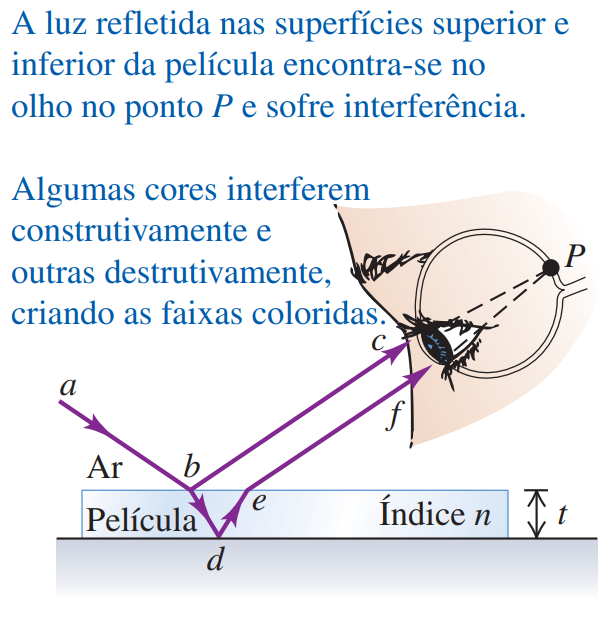 A luz refletida nas superfícies superior e
inferior da película encontra-se no
olho no ponto P e sofre interferência.
Algumas cores interferem
construtivamente e
outras destrutivamente,
criando as faixas coloridas.
P
c
a
f
Ar
b
e
Película
Índice n
t
d